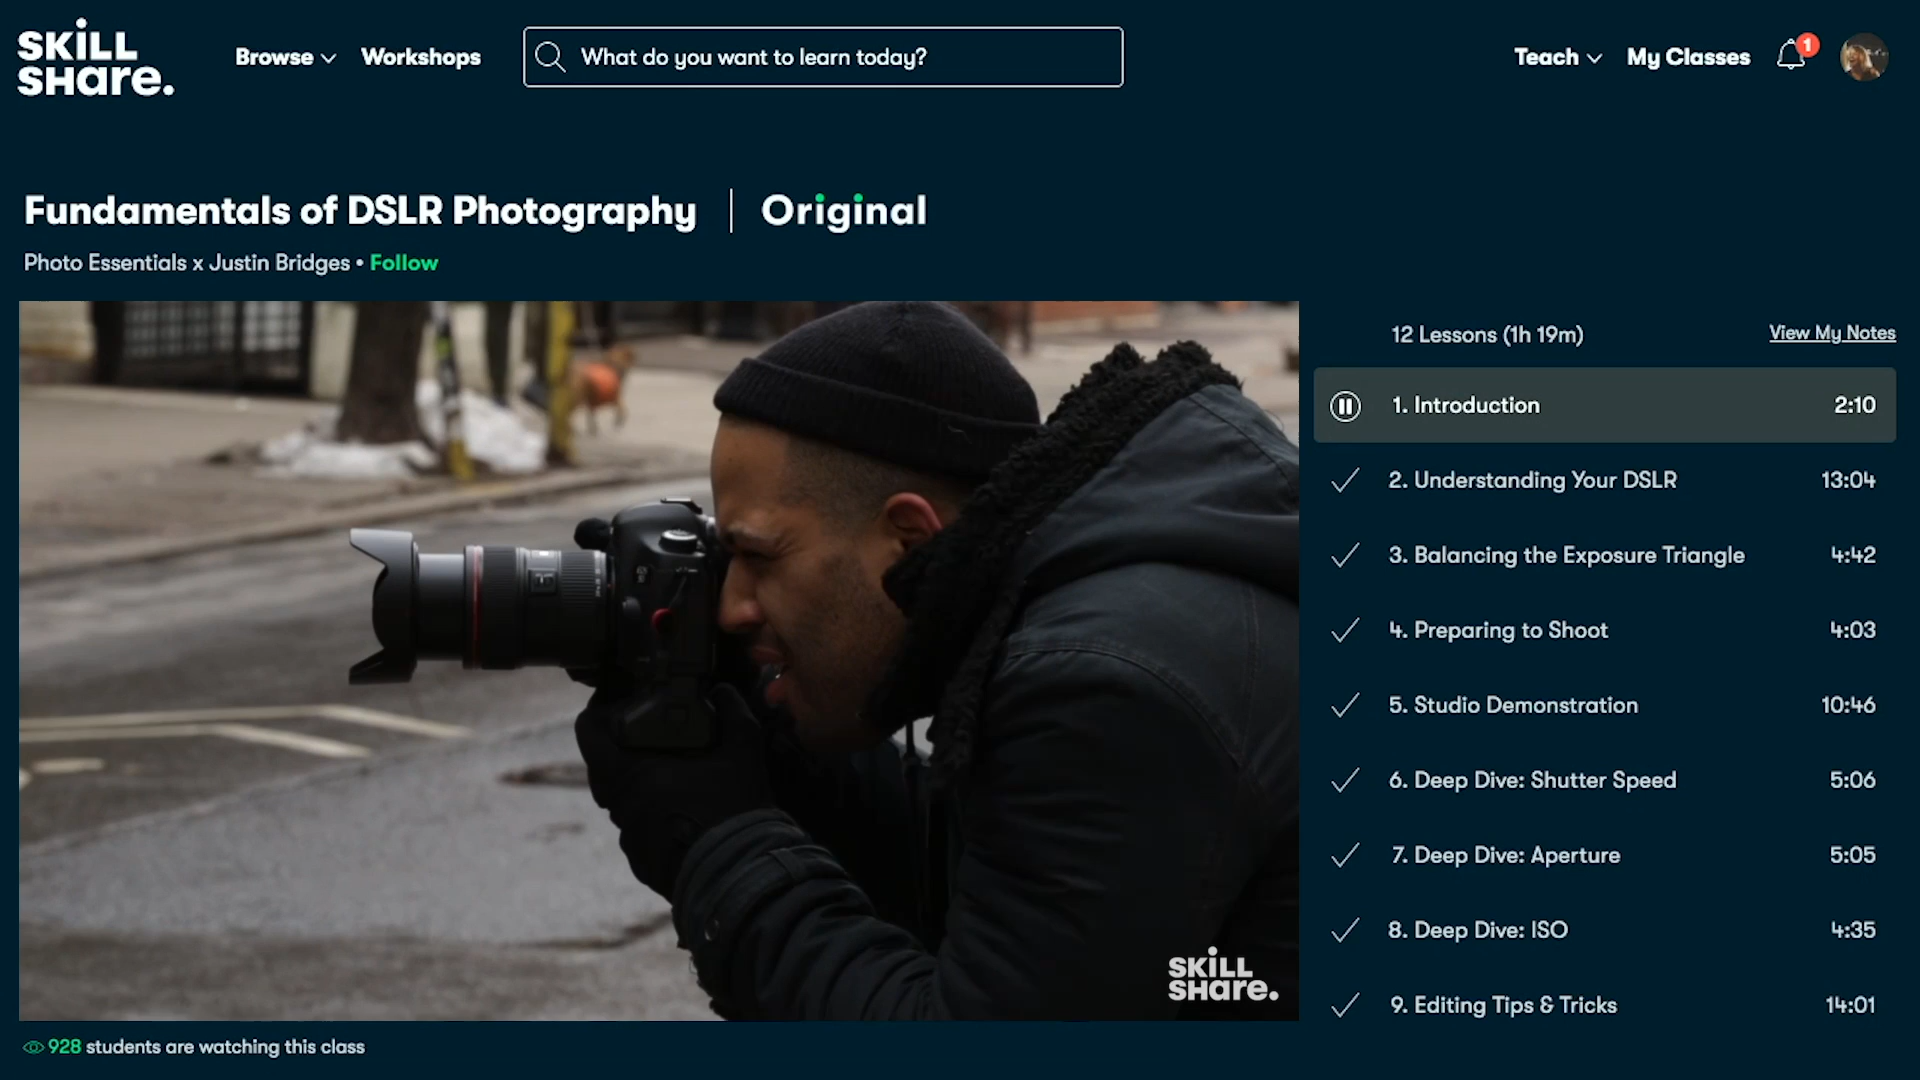 SKILL
SHare.
Browse
Workshops
What do you want to learn today?
Teach
My Classes
1
Fundamentals of DSLR Photography
Original
Photo Essentials x Justin Bridges • Follow
12 Lessons (1h 19m)
View My Notes
1. Introduction 2:10
2. Understanding Your DSLR 13:04
3. Balancing the Exposure Triangle 4:42
4. Preparing to Shoot 4:03
5. Studio Demonstration 10:46
6. Deep Dive: Shutter Speed 5:06
7. Deep Dive: Aperture 5:05
8. Deep Dive: ISO 4:35
9. Editing Tips & Tricks 14:01
SKILL
SHare.
928 students are watching this class